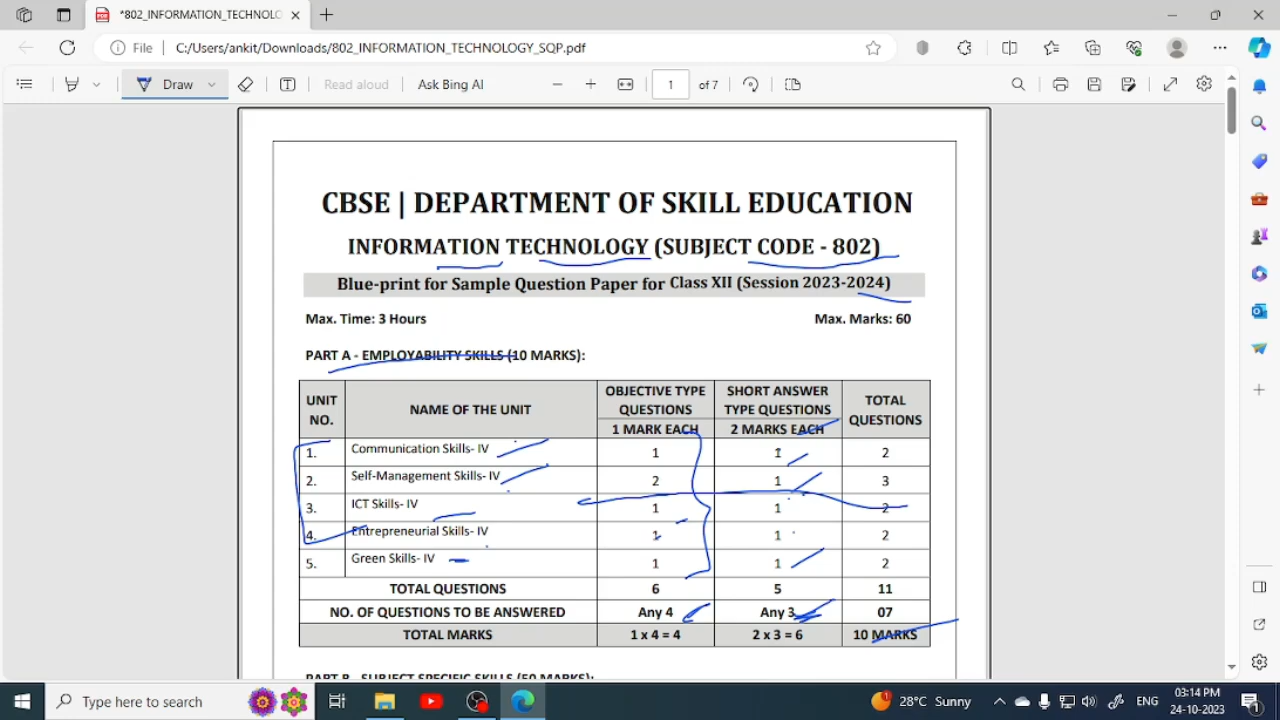 *802_INFORMATION_TECHNOLO
File C:/Users/ankit/Downloads/802_INFORMATION_TECHNOLOGY_SQP.pdf
Draw Read aloud Ask Bing AI 1 of 7
CBSE | DEPARTMENT OF SKILL EDUCATION
INFORMATION TECHNOLOGY (SUBJECT CODE - 802)
Blue-print for Sample Question Paper for Class XII (Session 2023-2024)
Max. Time: 3 Hours Max. Marks: 60
PART A - EMPLOYABILITY SKILLS (10 MARKS):
UNIT NO. NAME OF THE UNIT OBJECTIVE TYPE QUESTIONS 1 MARK EACH SHORT ANSWER TYPE QUESTIONS 2 MARKS EACH TOTAL QUESTIONS
1. Communication Skills- IV 1 1 2
2. Self-Management Skills- IV 2 1 3
3. ICT Skills- IV 1 1 2
4. Entrepreneurial Skills- IV 1 1 2
5. Green Skills- IV 1 1 2
TOTAL QUESTIONS 6 5 11
NO. OF QUESTIONS TO BE ANSWERED Any 4 Any 3 07
TOTAL MARKS 1 x 4 = 4 2 x 3 = 6 10 MARKS
PART B - SUBJECT SPECIFIC SKILLS (50 MARKS):
Type here to search 28°C Sunny ENG 03:14 PM
24-10-2023